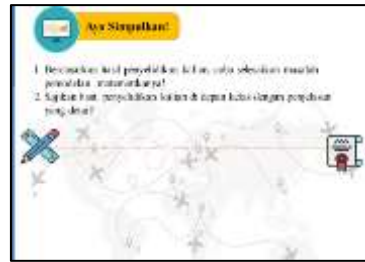 Ayo Simpulkan!
1. Berdasarkan hasil penyelidikan kalian, coba selesaikan masalah
pemodelan matematikanya!
2. Sajikan hasil penyelidikan kalian di depan kelas dengan penjelasan
yang detail!